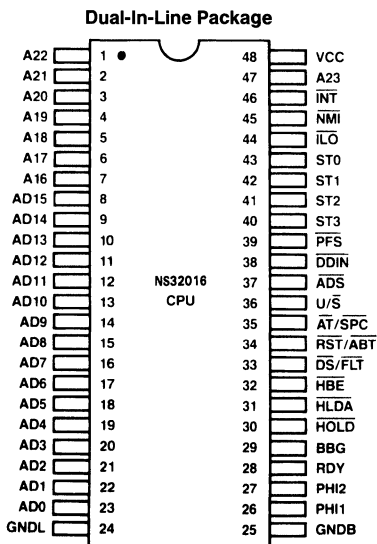 Dual-In-Line Package
A22 1 48 VCC
A21 2 47 A23
A20 3 46 INT
A19 4 45 NMI
A18 5 44 ILO
A17 6 43 ST0
A16 7 42 ST1
AD15 8 41 ST2
AD14 9 40 ST3
AD13 10 39 PFS
AD12 11 38 DDIN
AD11 12 NS32016 37 ADS
AD10 13 CPU 36 U/S
AD9 14 35 AT/SPC
AD8 15 34 RST/ABT
AD7 16 33 DS/FLT
AD6 17 32 HBE
AD5 18 31 HLDA
AD4 19 30 HOLD
AD3 20 29 BBG
AD2 21 28 RDY
AD1 22 27 PHI2
AD0 23 26 PHI1
GNDL 24 25 GNDB